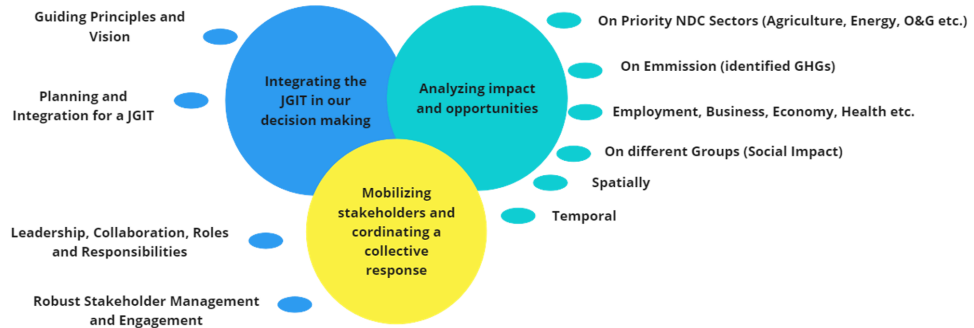 Guiding Principles and
Vision
Planning and
Integration for a JGIT
Leadership, Collaboration, Roles
and Responsibilities
Robust Stakeholder Management
and Engagement
Integrating the
JGIT in our
decision making
Analyzing impact
and opportunities
Mobilizing
stakeholders and
cordinating a
collective
response
On Priority NDC Sectors (Agriculture, Energy, O&G etc.)
On Emmission (identified GHGs)
Employment, Business, Economy, Health etc.
On different Groups (Social Impact)
Spatially
Temporal